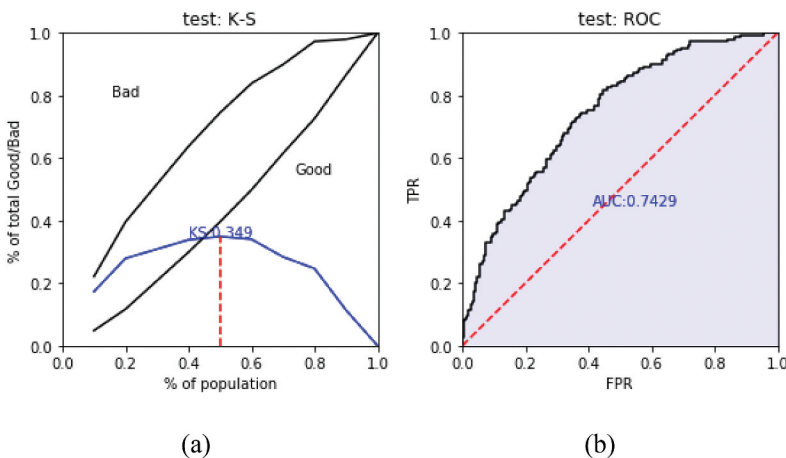 test: K-S
1.0
0.8
0.6
0.4
0.2
0.0
% of total Good/Bad
Bad
Good
KS:0.349
0.0 0.2 0.4 0.6 0.8 1.0
% of population
(a)
test: ROC
1.0
0.8
0.6
0.4
0.2
0.0
TPR
AUC:0.7429
0.0 0.2 0.4 0.6 0.8 1.0
FPR
(b)